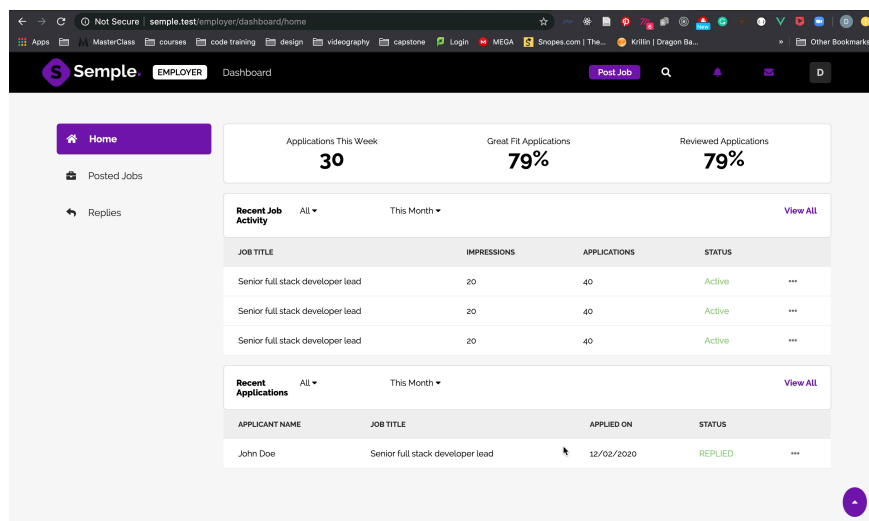 Not Secure | semple.test/employer/dashboard/home
New
6
D
Apps MasterClass courses code training design videography capstone Login MEGA Snopes.com | The... Krillin | Dragon Ba... » Other Bookmarks
S Semple. EMPLOYER Dashboard Post Job D
Home
Posted Jobs
Replies
Applications This Week Great Fit Applications Reviewed Applications
30 79% 79%
Recent Job Activity All This Month View All
JOB TITLE IMPRESSIONS APPLICATIONS STATUS
Senior full stack developer lead 20 40 Active
Senior full stack developer lead 20 40 Active
Senior full stack developer lead 20 40 Active
Recent Applications All This Month View All
APPLICANT NAME JOB TITLE APPLIED ON STATUS
John Doe Senior full stack developer lead 12/02/2020 REPLIED